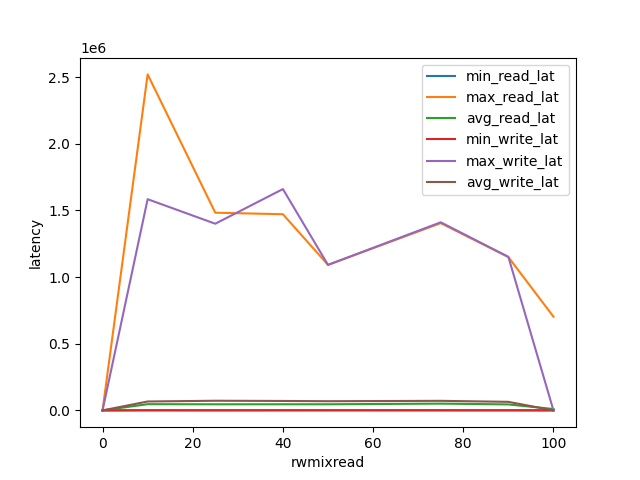 1e6
2.5
2.0
1.5
1.0
0.5
0.0
latency
0 20 40 60 80 100
rwmixread
min_read_lat
max_read_lat
avg_read_lat
min_write_lat
max_write_lat
avg_write_lat